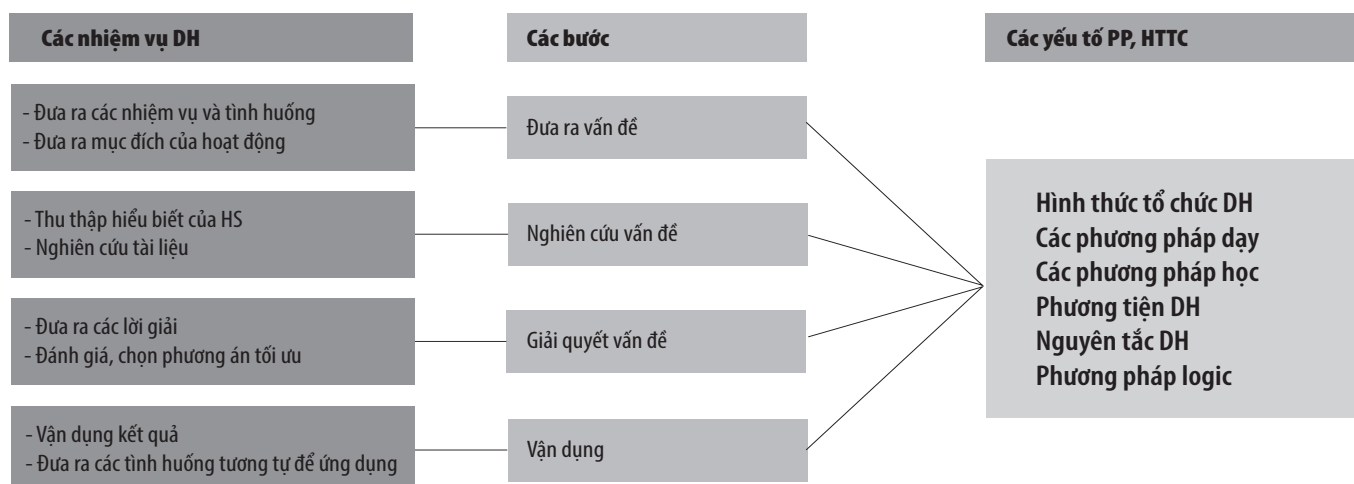 Các nhiệm vụ DH
Các bước
Các yếu tố PP, HTTC
- Đưa ra các nhiệm vụ và tình huống
- Đưa ra mục đích của hoạt động
Đưa ra vấn đề
- Thu thập hiểu biết của HS
- Nghiên cứu tài liệu
Nghiên cứu vấn đề
- Đưa ra các lời giải
- Đánh giá, chọn phương án tối ưu
Giải quyết vấn đề
- Vận dụng kết quả
- Đưa ra các tình huống tương tự để ứng dụng
Vận dụng
Hình thức tổ chức DH
Các phương pháp dạy
Các phương pháp học
Phương tiện DH
Nguyên tắc DH
Phương pháp logic